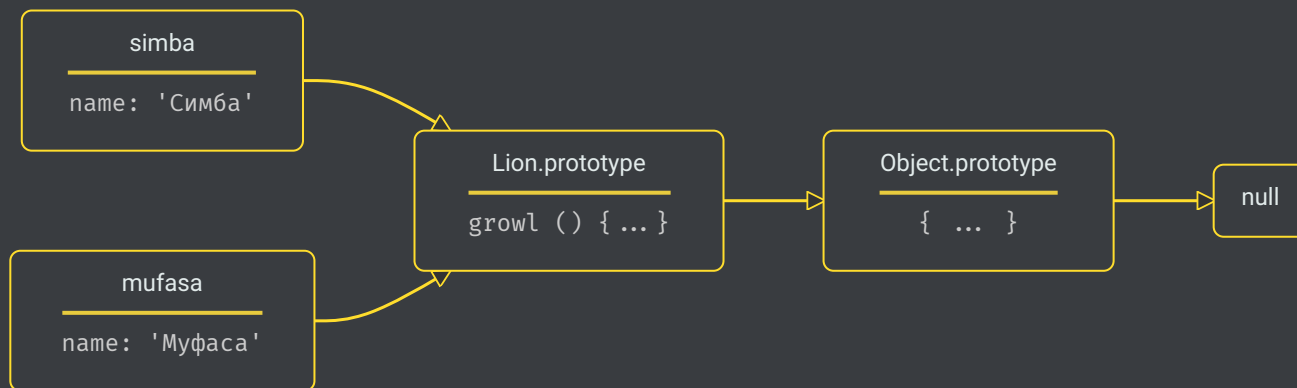 simba
name: 'Симба'
mufasa
name: 'Муфаса'
Lion.prototype
growl () {...}
Object.prototype
{ ... }
null